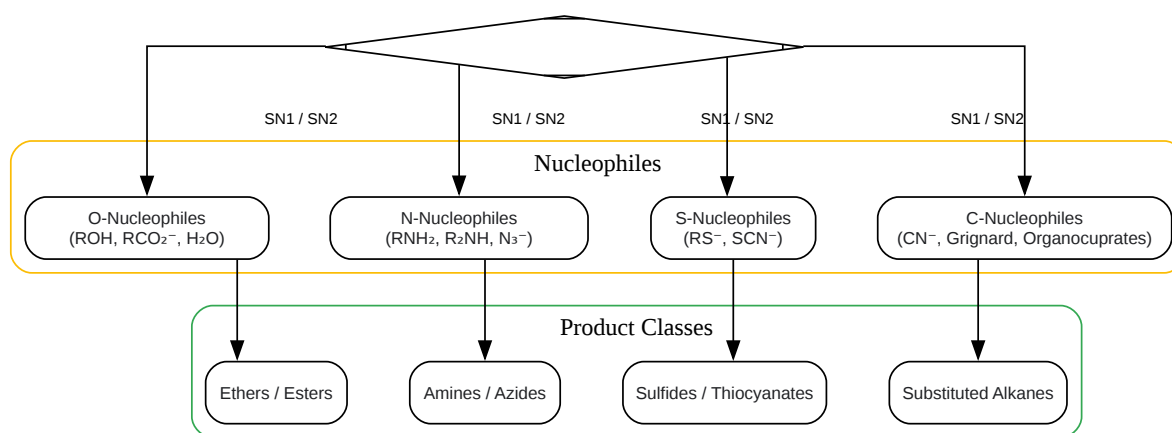 SN1 / SN2
SN1 / SN2
SN1 / SN2
SN1 / SN2
Nucleophiles
O-Nucleophiles
(ROH, RCO₂⁻, H₂O)
N-Nucleophiles
(RNH₂, R₂NH, N₃⁻)
S-Nucleophiles
(RS⁻, SCN⁻)
C-Nucleophiles
(CN⁻, Grignard, Organocuprates)
Product Classes
Ethers / Esters
Amines / Azides
Sulfides / Thiocyanates
Substituted Alkanes